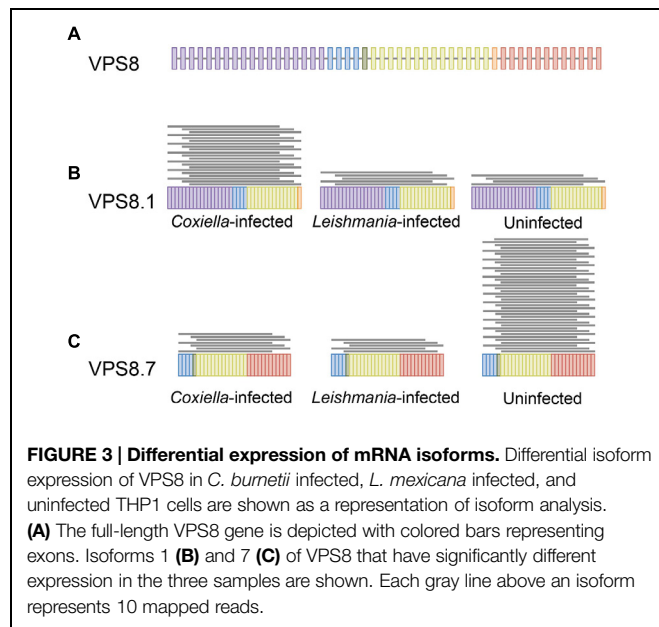 A
VPS8
B
VPS8.1
Coxiella-infected
Leishmania-infected
Uninfected
C
VPS8.7
Coxiella-infected
Leishmania-infected
Uninfected
FIGURE 3 | Differential expression of mRNA isoforms. Differential isoform
expression of VPS8 in C. burnetii infected, L. mexicana infected, and
uninfected THP1 cells are shown as a representation of isoform analysis.
(A) The full-length VPS8 gene is depicted with colored bars representing
exons. Isoforms 1 (B) and 7 (C) of VPS8 that have significantly different
expression in the three samples are shown. Each gray line above an isoform
represents 10 mapped reads.